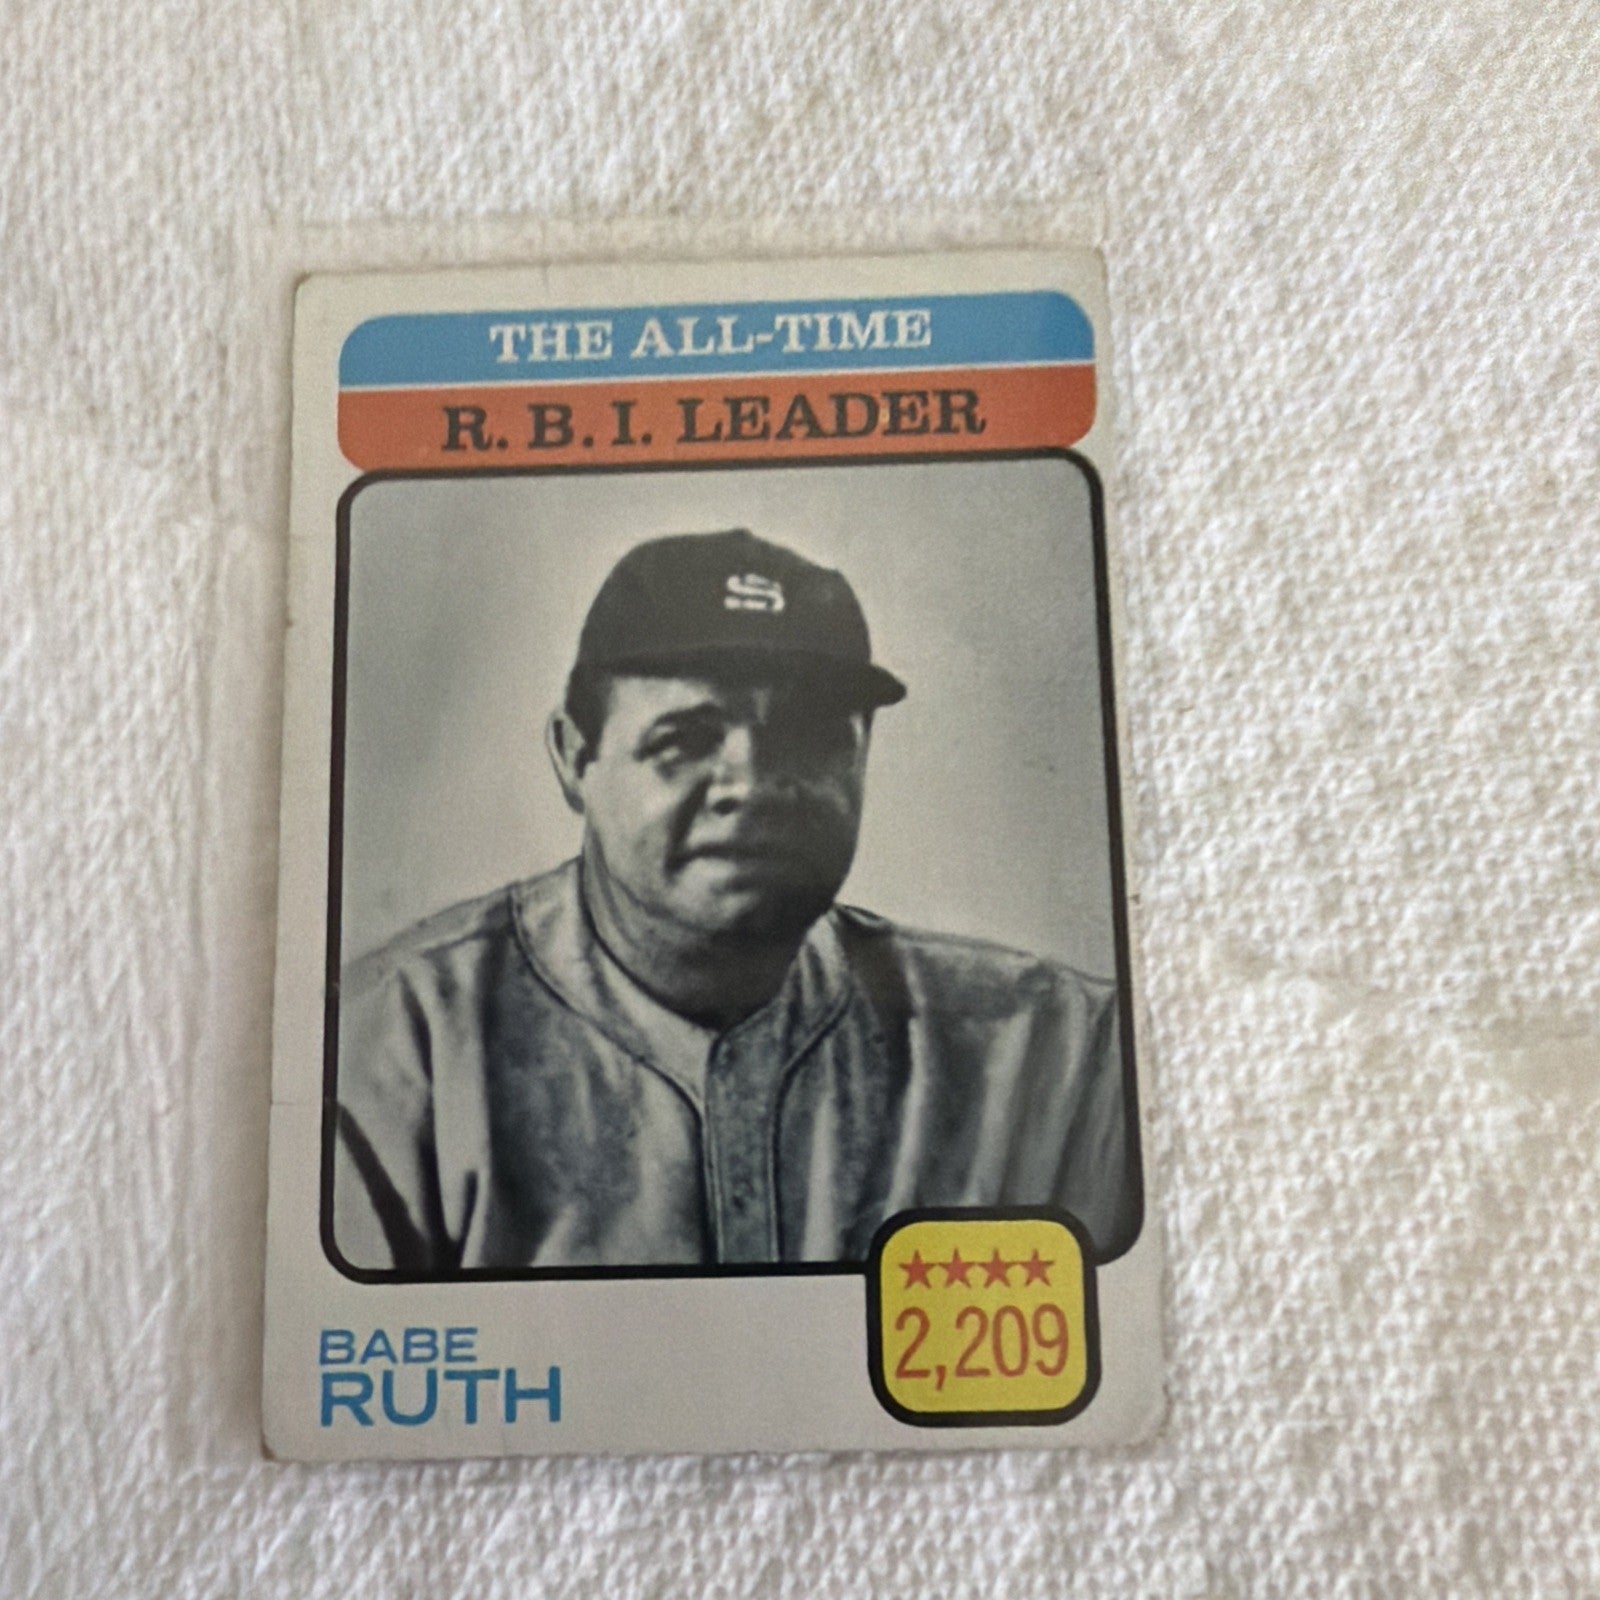 THE ALL-TIME
R. B. I. LEADER
BABE
RUTH
2,209